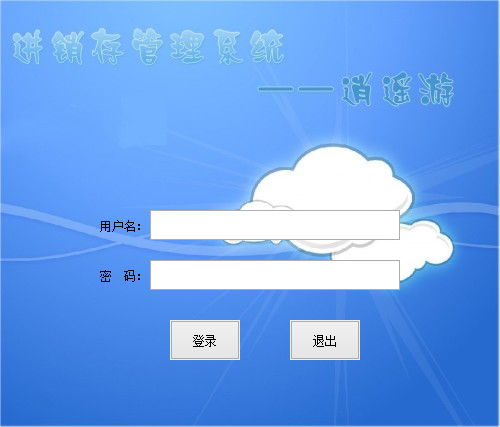 进销存管理系统
——逍遥游
用户名：
密　码：
登录
退出